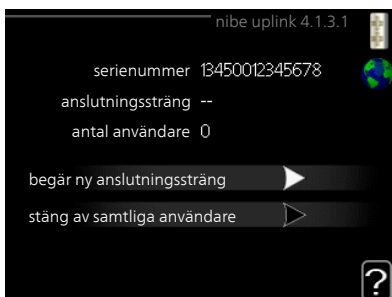 nibe uplink 4.1.3.1
serienummer 13450012345678
anslutningssträng --
antal användare 0
begär ny anslutningssträng
stäng av samtliga användare
?